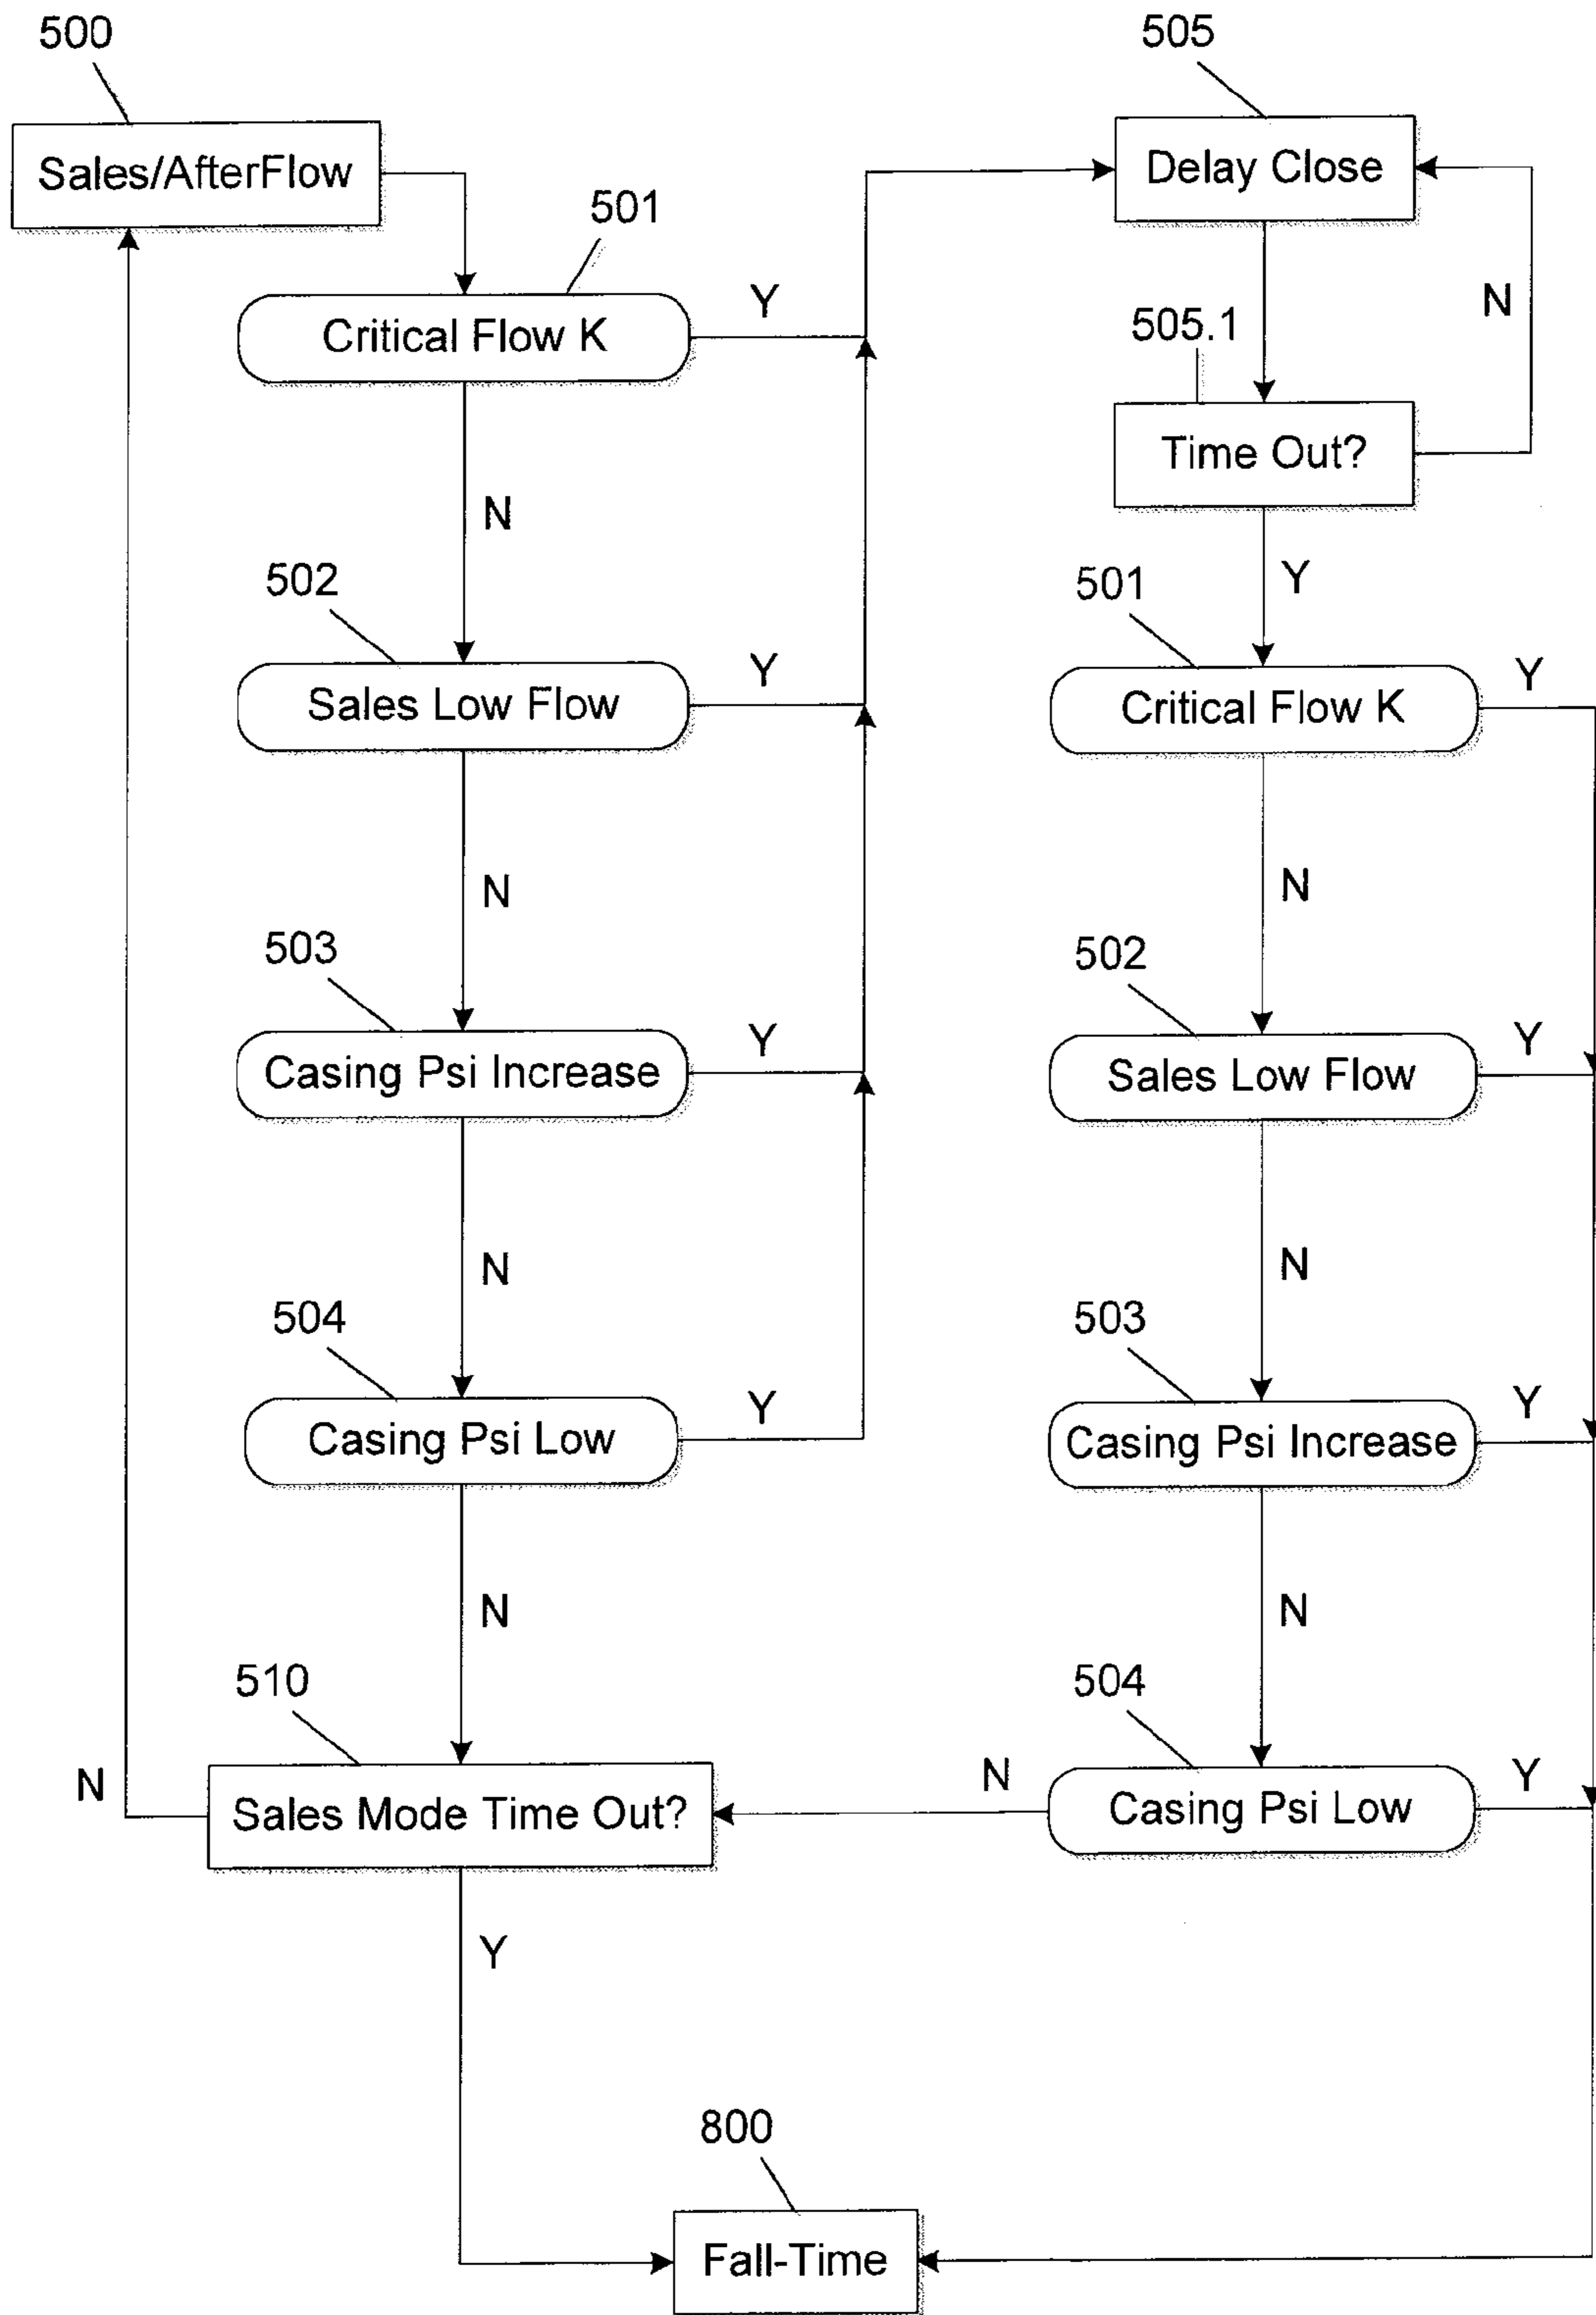 500
Sales/AfterFlow
501
Critical Flow K
Y
N
502
Sales Low Flow
Y
N
503
Casing Psi Increase
Y
N
504
Casing Psi Low
Y
N
510
Sales Mode Time Out?
N
Y
505
Delay Close
N
505.1
Time Out?
Y
501
Critical Flow K
Y
N
502
Sales Low Flow
Y
N
503
Casing Psi Increase
Y
N
504
Casing Psi Low
Y
N
800
Fall-Time